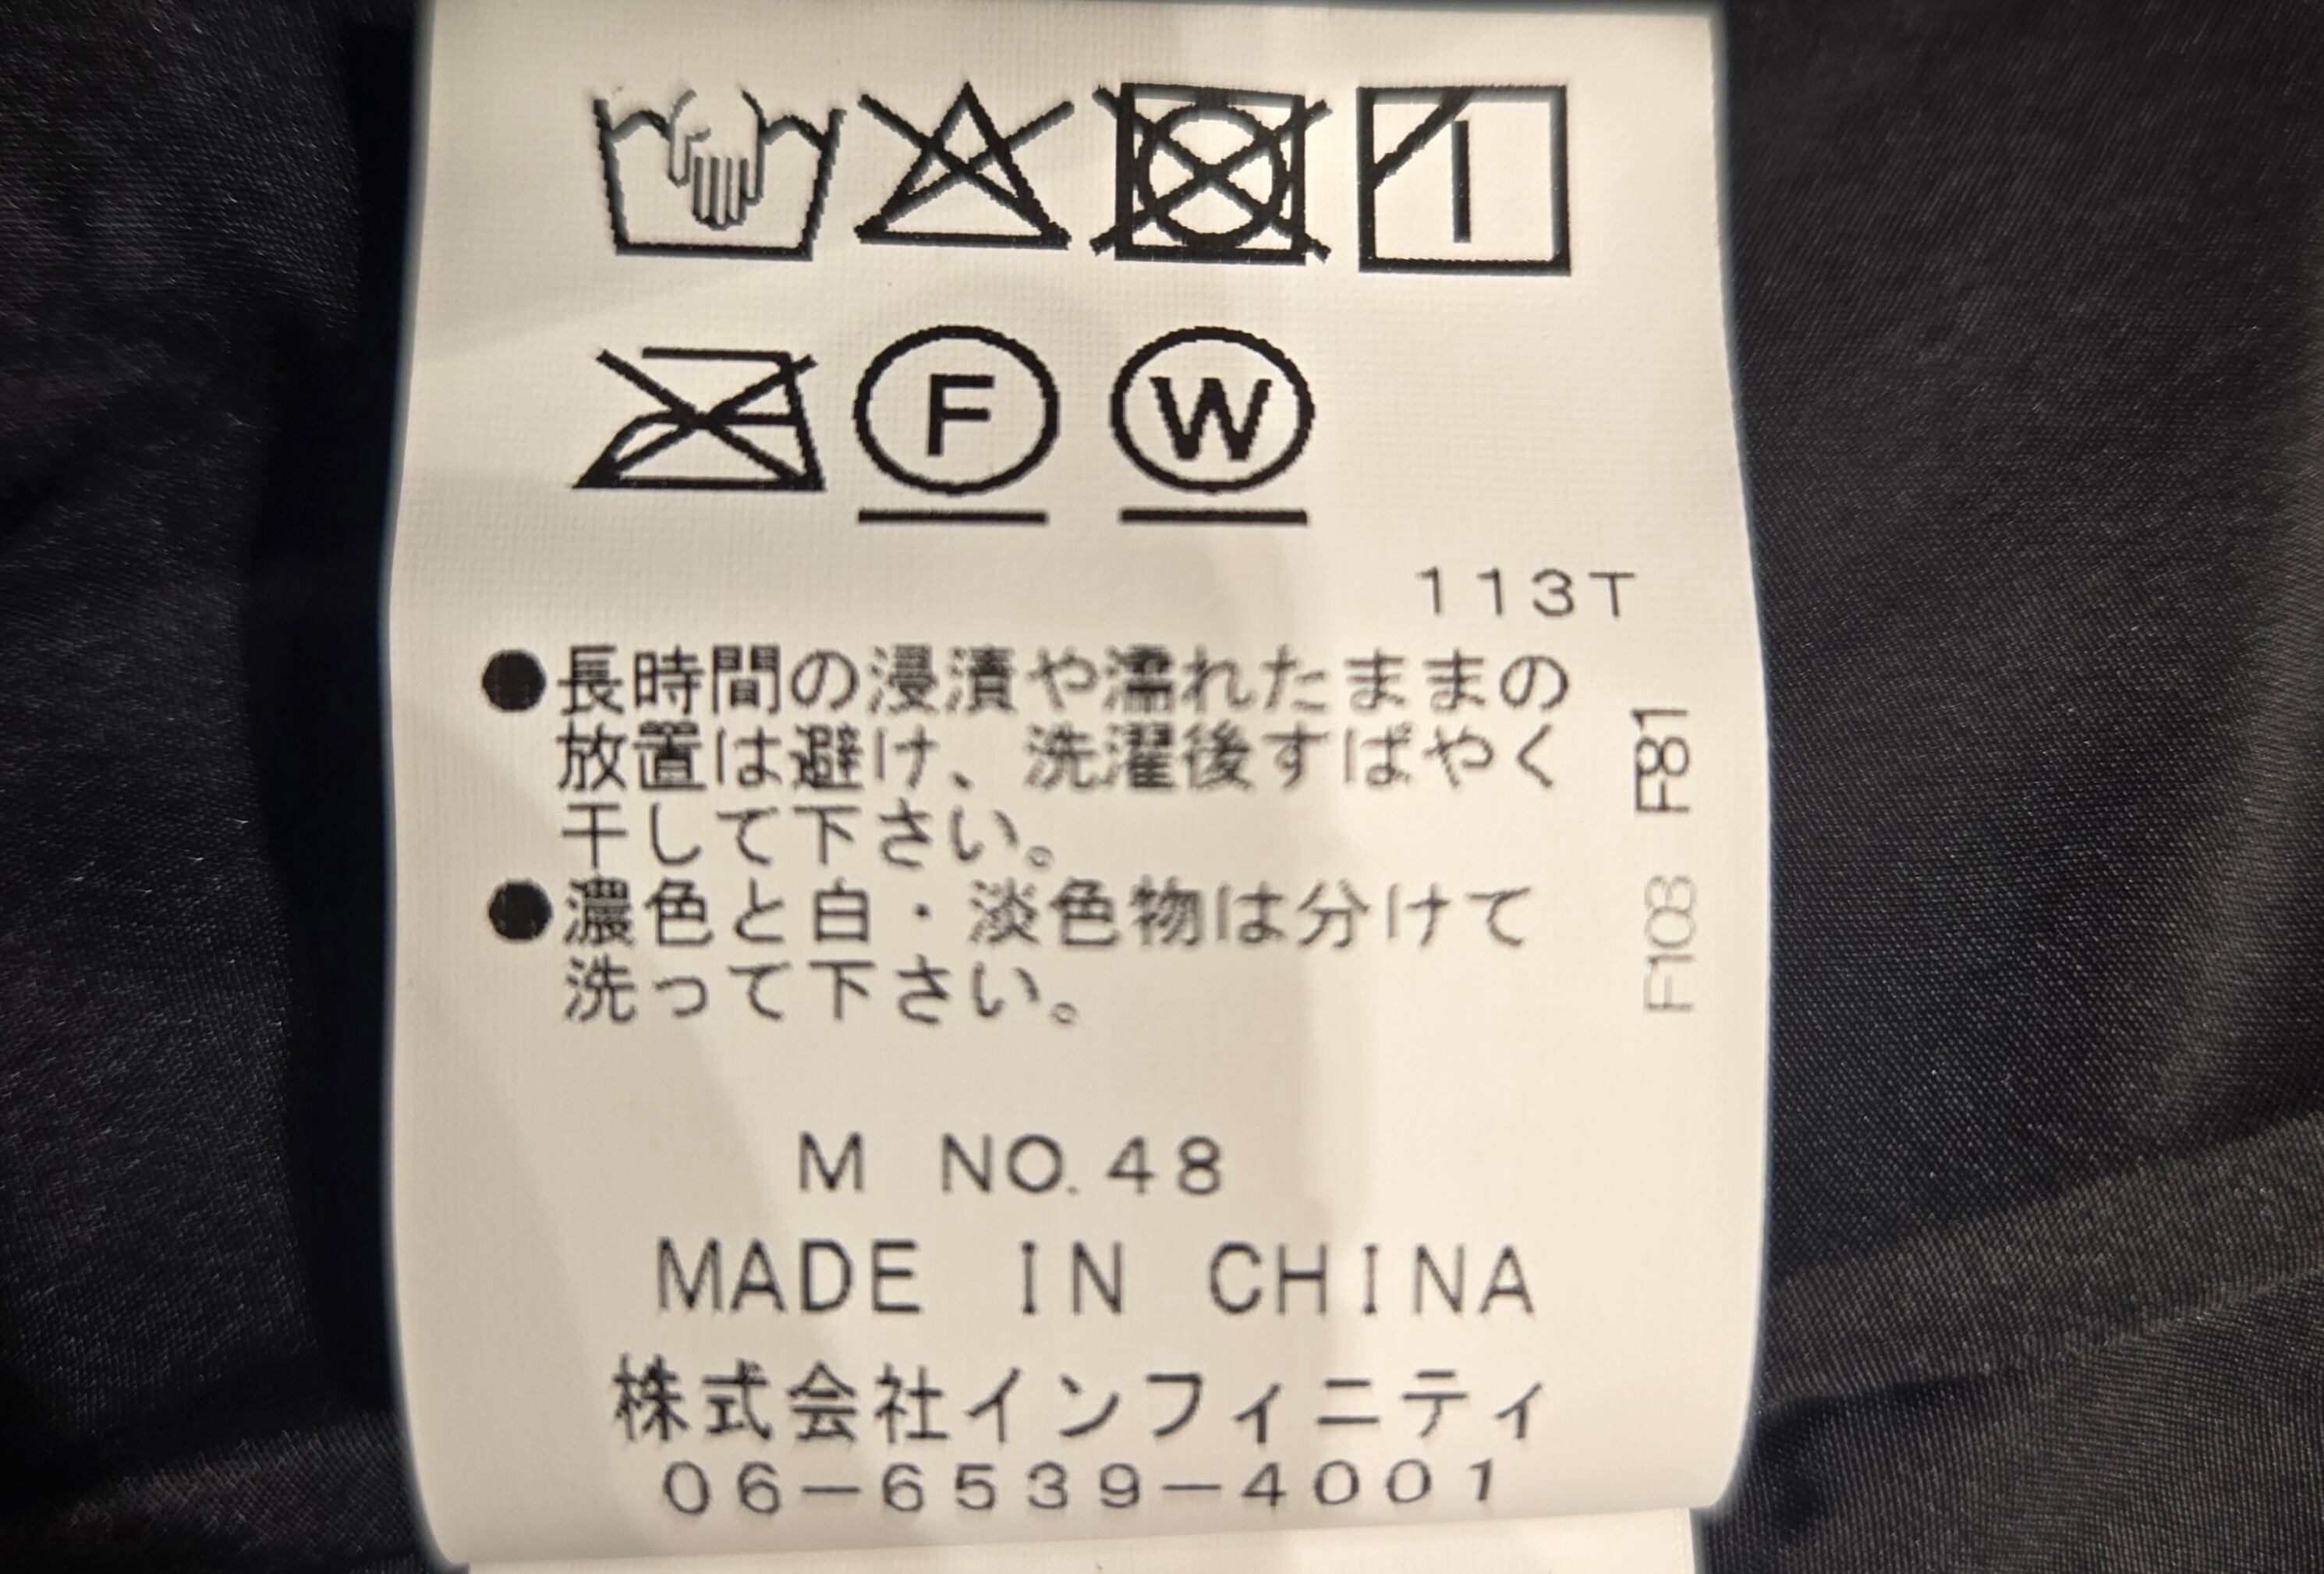 F
W
113T
●長時間の浸漬や濡れたままの
放置は避け、洗濯後すばやく
干して下さい。
●濃色と白・淡色物は分けて
洗って下さい。
F81
F103
M NO.48
MADE IN CHINA
株式会社インフィニティ
06-6539-4001